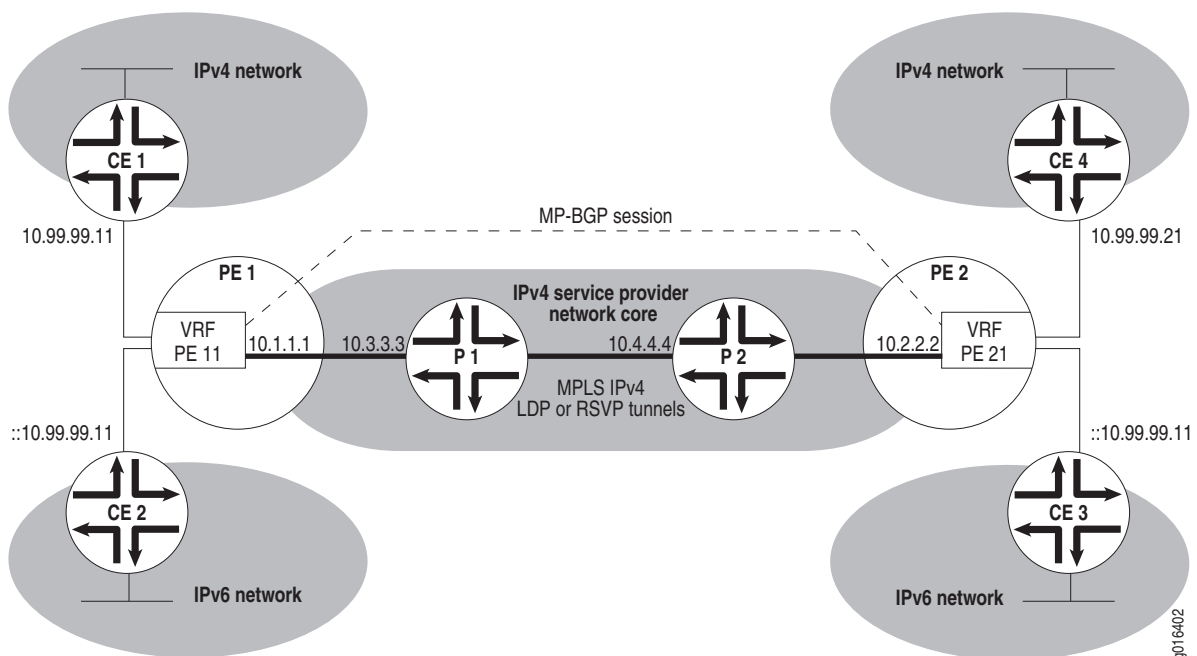 IPv4 network
IPv4 network
CE 1
CE 4
10.99.99.11
MP-BGP session
10.99.99.21
PE 1
PE 2
IPv4 service provider
network core
VRF
PE 11
10.1.1.1
10.3.3.3
P 1
10.4.4.4
P 2
10.2.2.2
VRF
PE 21
MPLS IPv4
LDP or RSVP tunnels
::10.99.99.11
::10.99.99.11
CE 2
CE 3
IPv6 network
IPv6 network
g016402